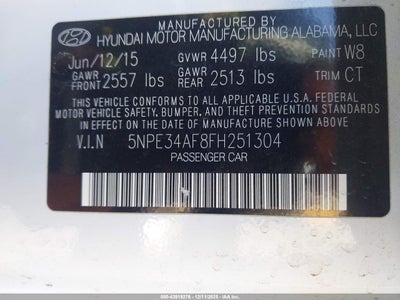 MANUFACTURED BY
HYUNDAI MOTOR MANUFACTURING ALABAMA, LLC
Jun/12/15 GVWR 4497 lbs PAINT W8
GAWR FRONT 2557 lbs GAWR REAR 2513 lbs TRIM CT
THIS VEHICLE CONFORMS TO ALL APPLICABLE U.S.A. FEDERAL
MOTOR VEHICLE SAFETY, BUMPER, AND THEFT PREVENTION
STANDARDS IN EFFECT ON THE DATE OF MANUFACTURE SHOWN ABOVE.
V.I.N 5NPE34AF8FH251304
PASSENGER CAR